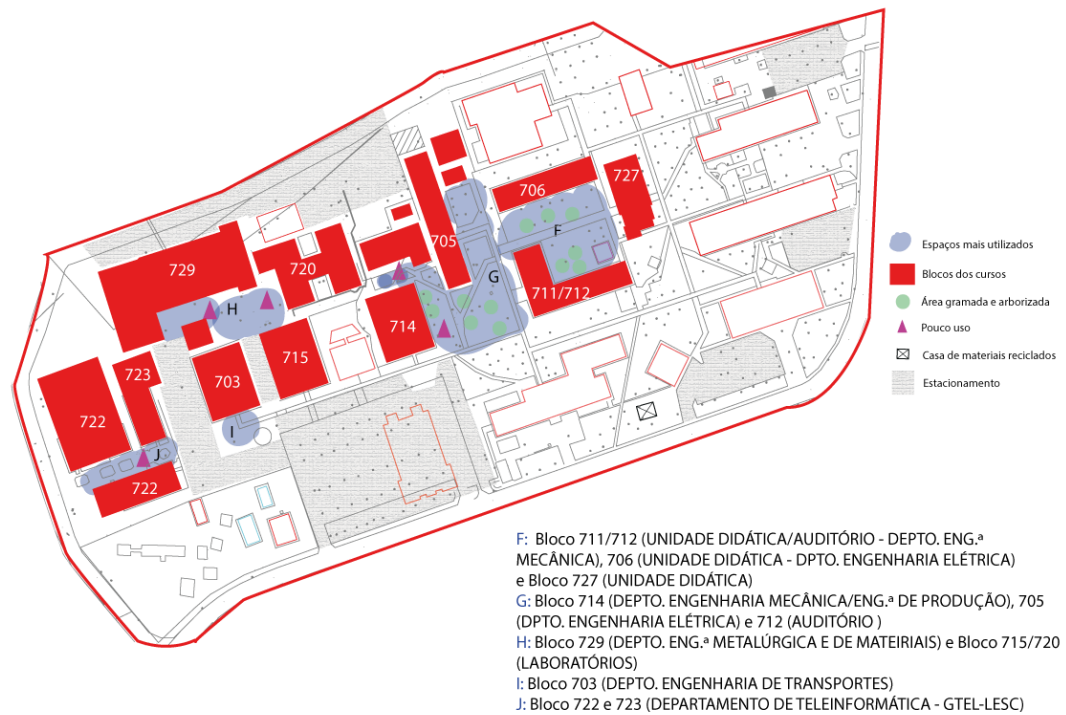 706
727
F
705
729
720
G
711/712
H
714
715
723
703
722
I
J
722
Espaços mais utilizados
Blocos dos cursos
Área gramada e arborizada
Pouco uso
Casa de materiais reciclados
Estacionamento
F: Bloco 711/712 (UNIDADE DIDÁTICA/AUDITÓRIO - DEPTO. ENG.ª
MECÂNICA), 706 (UNIDADE DIDÁTICA - DPTO. ENGENHARIA ELÉTRICA)
e Bloco 727 (UNIDADE DIDÁTICA)
G: Bloco 714 (DEPTO. ENGENHARIA MECÂNICA/ENG.ª DE PRODUÇÃO), 705
(DPTO. ENGENHARIA ELÉTRICA) e 712 (AUDITÓRIO )
H: Bloco 729 (DEPTO. ENG.ª METALÚRGICA E DE MATEIRIAIS) e Bloco 715/720
(LABORATÓRIOS)
I: Bloco 703 (DEPTO. ENGENHARIA DE TRANSPORTES)
J: Bloco 722 e 723 (DEPARTAMENTO DE TELEINFORMÁTICA - GTEL-LESC)